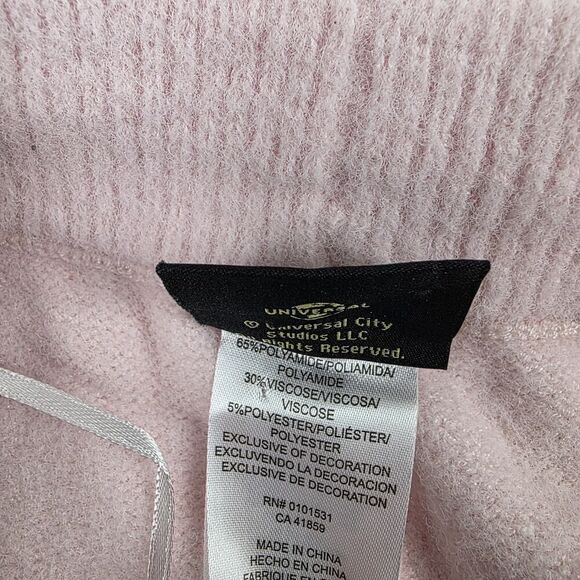 UNIVERSAL
© Universal City
Studios LLC
Rights Reserved.
65%POLYAMIDE/POLIAMIDA/
POLYAMIDE
30%VISCOSE/VISCOSA/
VISCOSE
5%POLYESTER/POLIÉSTER/
POLYESTER
EXCLUSIVE OF DECORATION
EXCLUYENDO LA DECORACION
EXCLUSIVE DE DECORATION
RN# 0101531
CA 41859
MADE IN CHINA
HECHO EN CHINA
FABRIQUE EN